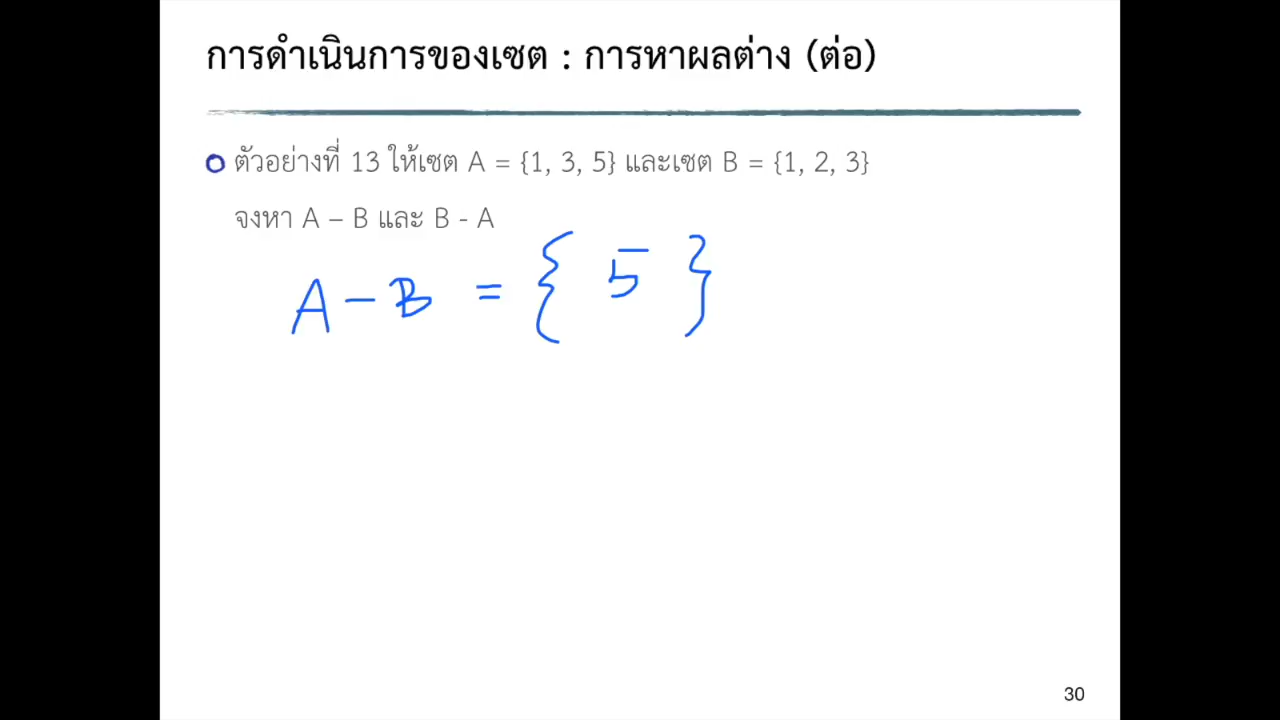 การดำเนินการของเซต : การหาผลต่าง (ต่อ)
ตัวอย่างที่ 13 ให้เซต A = {1, 3, 5} และเซต B = {1, 2, 3}
จงหา A – B และ B - A
A - B = { 5 }
30